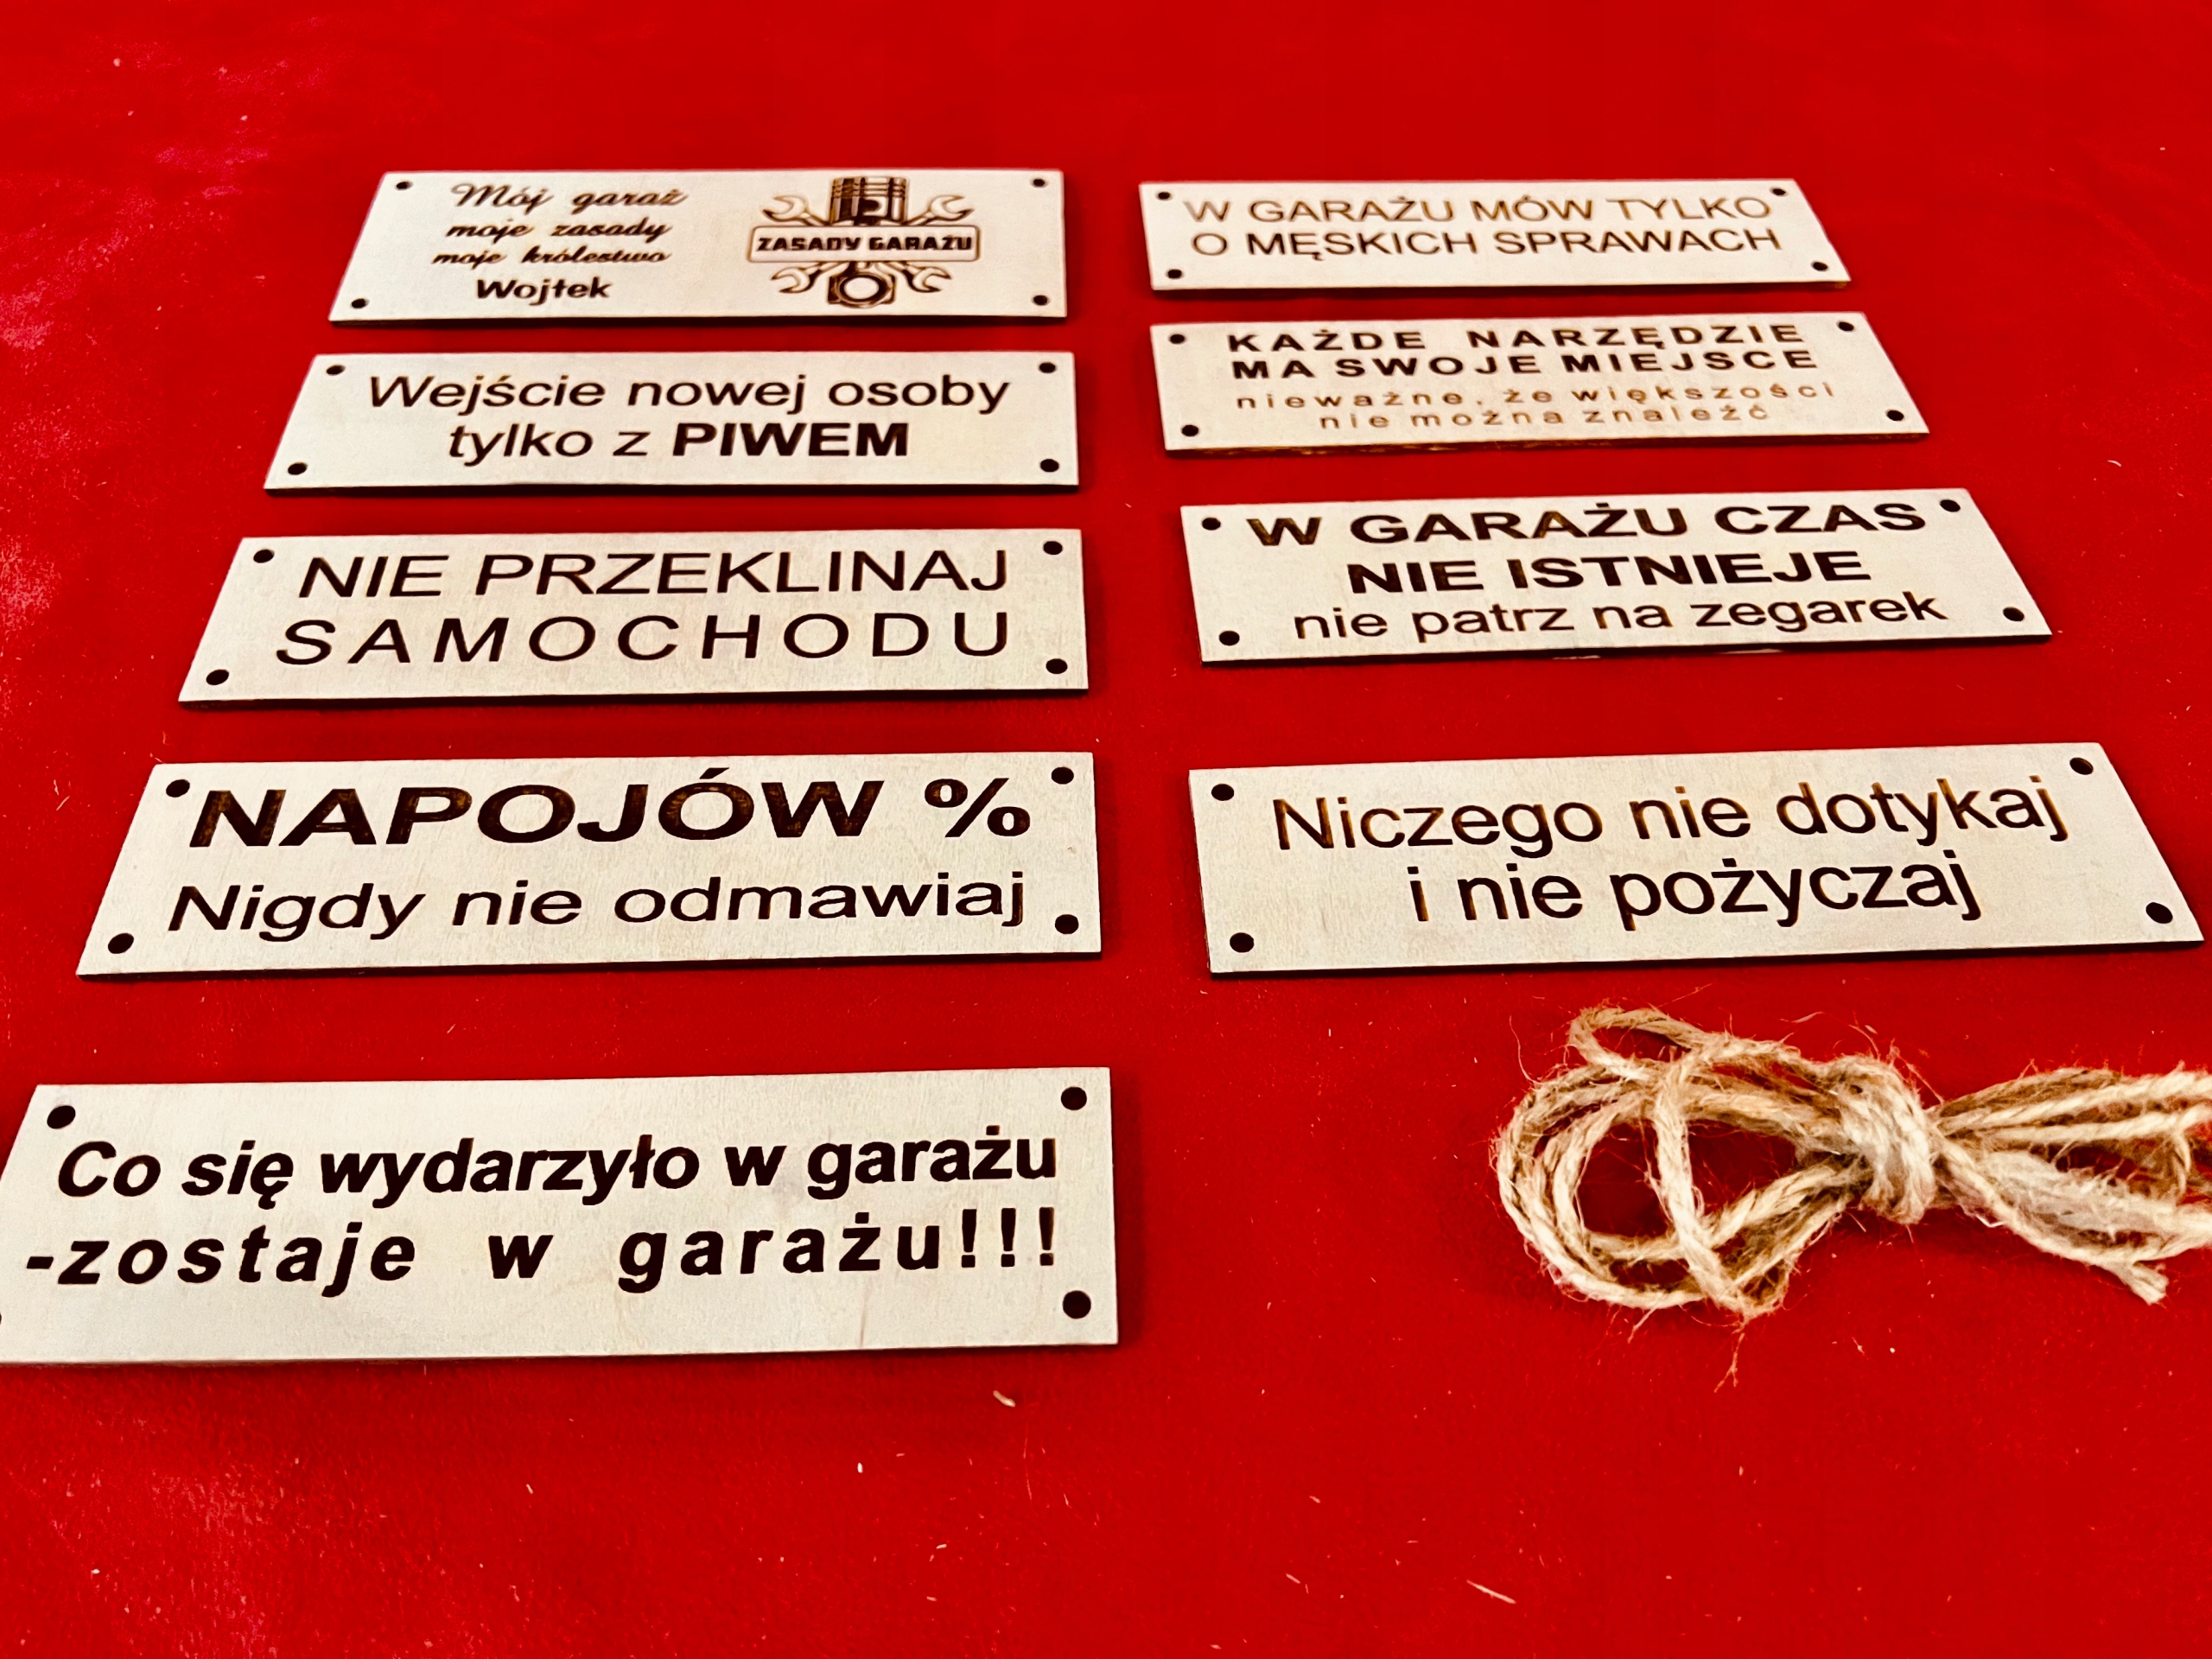 Mój garaż
moje zasady
moje królestwo
Wojtek
ZASADY GARAŻU
Wejście nowej osoby
tylko z PIWEM
NIE PRZEKLINAJ
SAMOCHODU
NAPOJÓW %
Nigdy nie odmawiaj
Co się wydarzyło w garażu
-zostaje w garażu!!!
W GARAŻU MÓW TYLKO
O MĘSKICH SPRAWACH
KAŻDE NARZĘDZIE
MA SWOJE MIEJSCE
nieważne, że większości
nie można znaleźć
W GARAŻU CZAS
NIE ISTNIEJE
nie patrz na zegarek
Niczego nie dotykaj
i nie pożyczaj